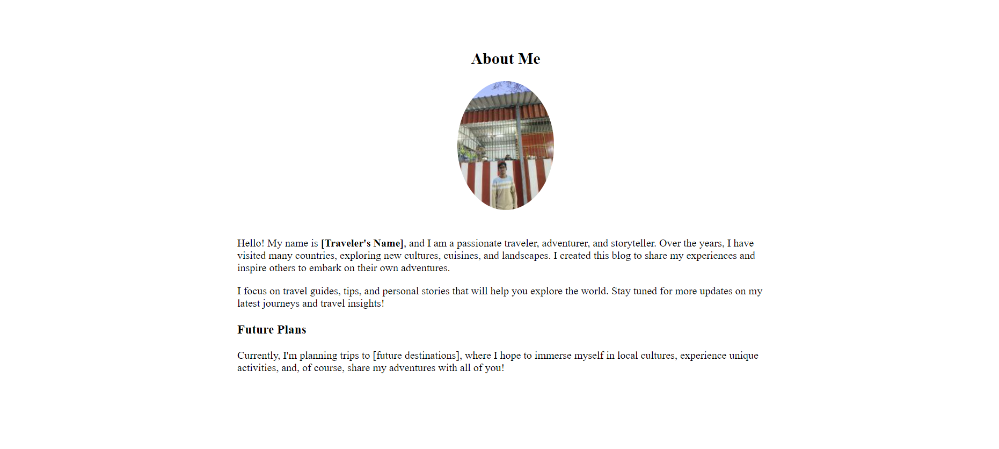 About Me
Hello! My name is [Traveler's Name], and I am a passionate traveler, adventurer, and storyteller. Over the years, I have
visited many countries, exploring new cultures, cuisines, and landscapes. I created this blog to share my experiences and
inspire others to embark on their own adventures.
I focus on travel guides, tips, and personal stories that will help you explore the world. Stay tuned for more updates on my
latest journeys and travel insights!
Future Plans
Currently, I'm planning trips to [future destinations], where I hope to immerse myself in local cultures, experience unique
activities, and, of course, share my adventures with all of you!